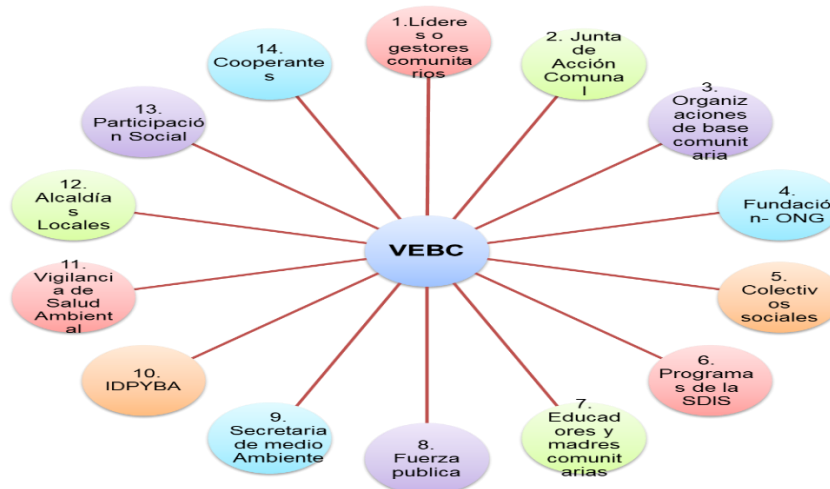 1.Lídere
s o
gestores
comunita
rios
2. Junta
de
Acción
Comuna
l
3.
Organiz
aciones
de base
comunit
aria
4.
Fundació
n- ONG
5.
Colectiv
os
sociales
6.
Programa
s de la
SDIS
7.
Educad
ores y
madres
comunit
arias
8.
Fuerza
publica
9.
Secretaria
de medio
Ambiente
10.
IDPYBA
11.
Vigilanci
a de
Salud
Ambient
al
12.
Alcaldía
s
Locales
13.
Participació
n Social
14.
Cooperante
s
VEBC